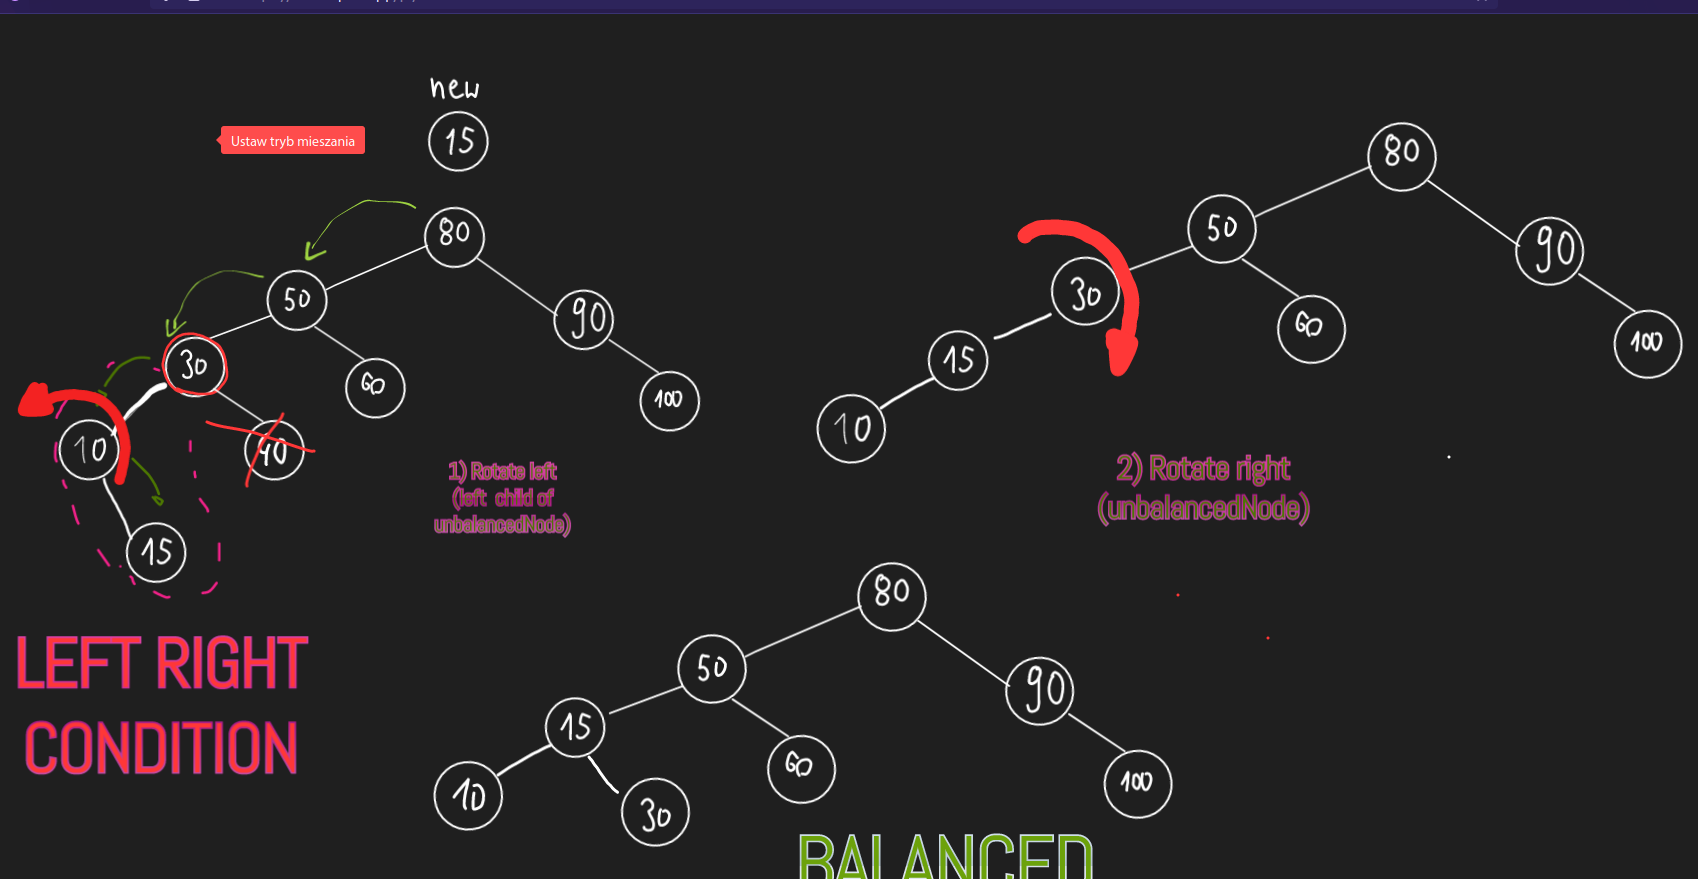 new
15
Ustaw tryb mieszania
80
50
90
30
60
100
10
40
15
1) Rotate left
(left child of
unbalancedNode)
LEFT RIGHT
CONDITION
80
50
90
30
60
100
15
10
2) Rotate right
(unbalancedNode)
80
50
90
15
60
100
10
30
BALANCED